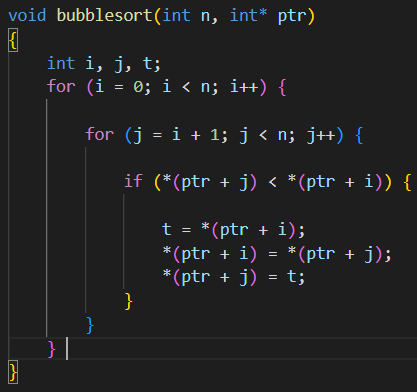 void bubblesort(int n, int* ptr)
{
    int i, j, t;
    for (i = 0; i < n; i++) {
        for (j = i + 1; j < n; j++) {
            if (*(ptr + j) < *(ptr + i)) {
                t = *(ptr + i);
                *(ptr + i) = *(ptr + j);
                *(ptr + j) = t;
            }
        }
    }
}